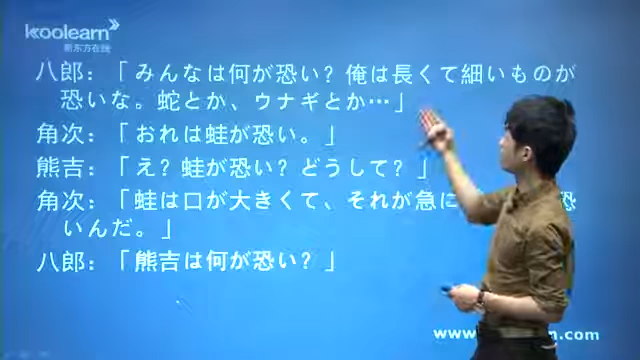 koolearn
新东方在线
八郎：「みんなは何が恐い？俺は長くて細いものが
恐いな。蛇とか、ウナギとか…」
角次：「おれは蛙が恐い。」
熊吉：「え？蛙が恐い？どうして？」
角次：「蛙は口が大きくて、それが急に 恐
いんだ。」
八郎：「熊吉は何が恐い？」